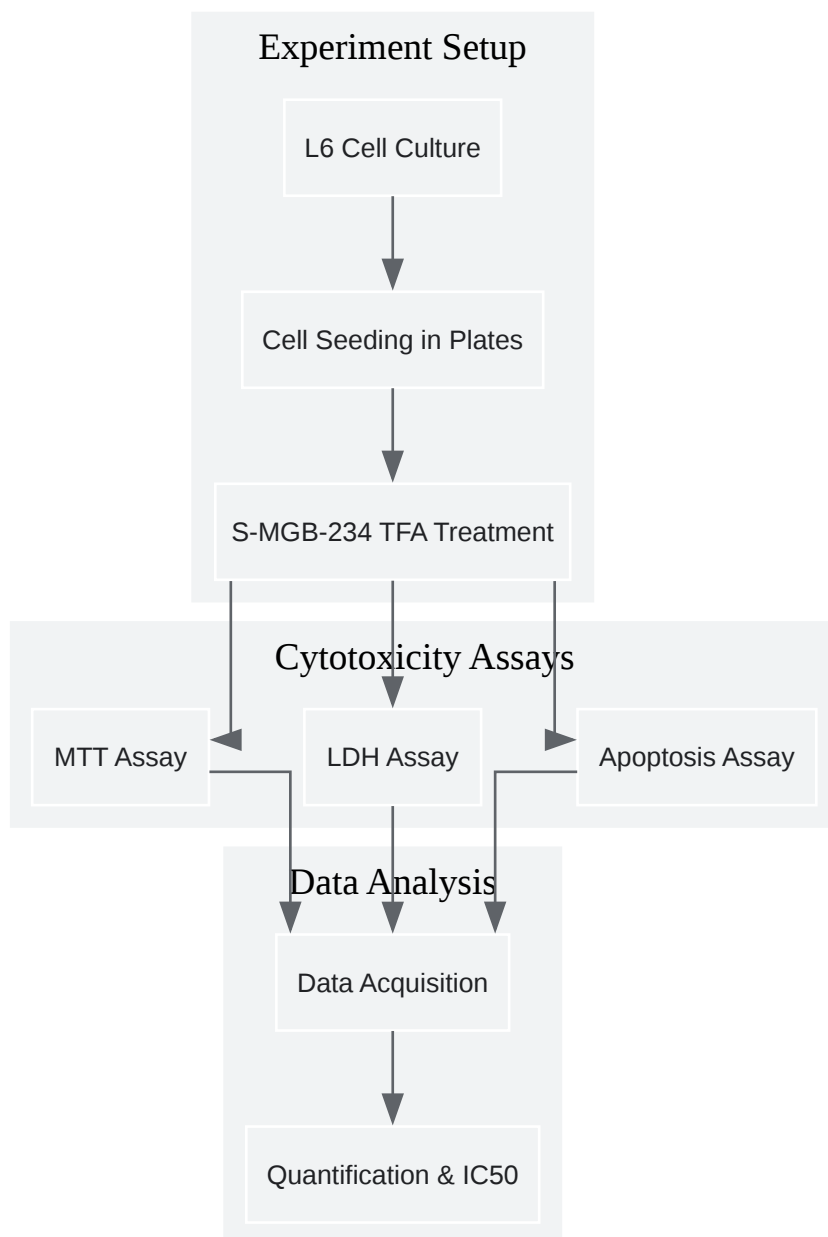 Experiment Setup
L6 Cell Culture
Cell Seeding in Plates
S-MGB-234 TFA Treatment
Cytotoxicity Assays
MTT Assay
LDH Assay
Apoptosis Assay
Data Analysis
Data Acquisition
Quantification & IC50